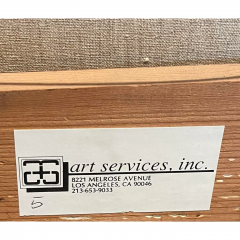 art services, inc.
8221 MELROSE AVENUE
LOS ANGELES, CA 90046
213-653-9033
5